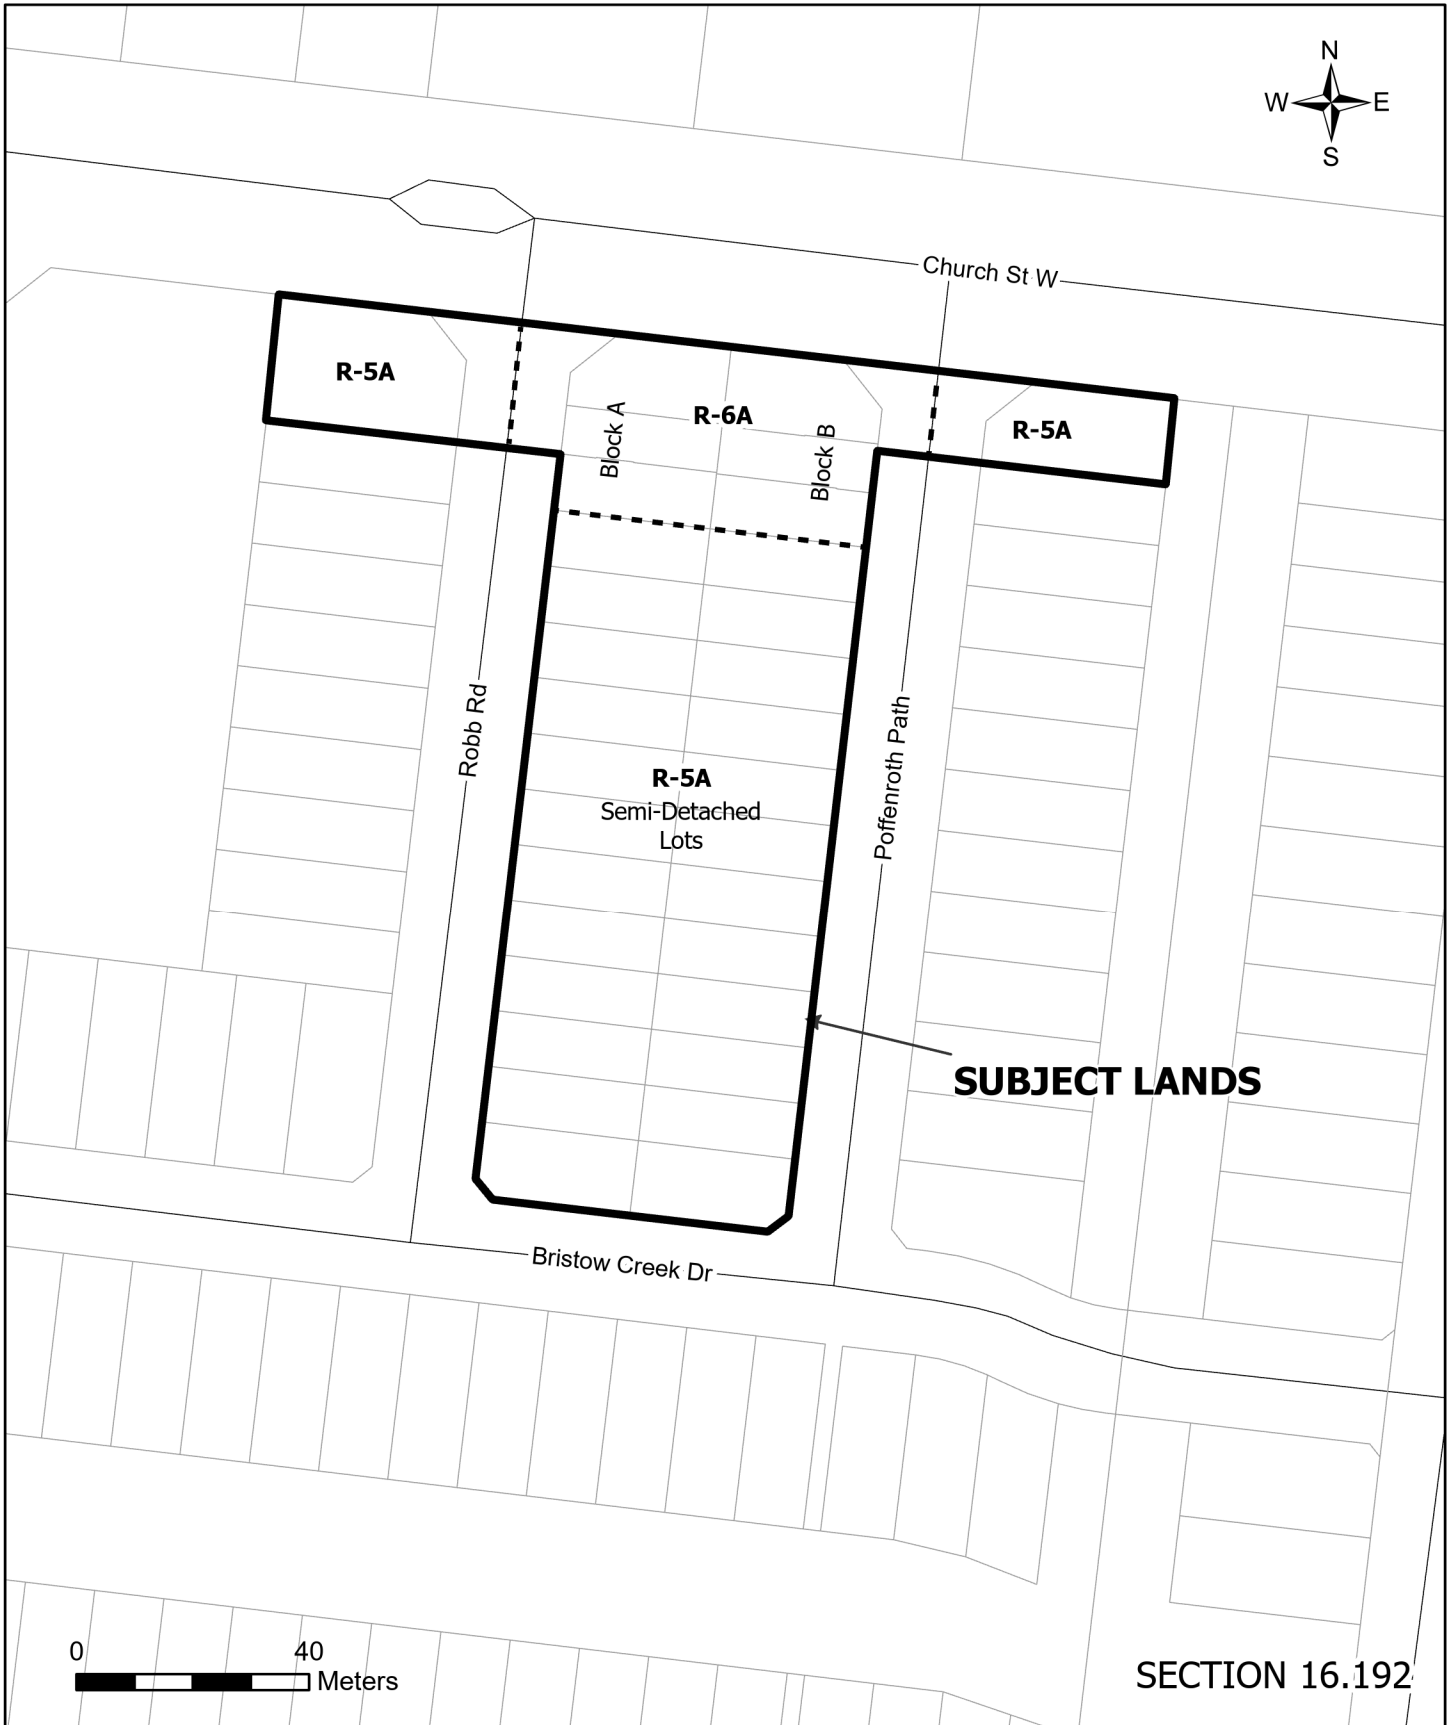 N
W E
S
Church St W
R-5A
Block A
R-6A
Block B
R-5A
Robb Rd
Poffenroth Path
R-5A
Semi-Detached
Lots
SUBJECT LANDS
Bristow Creek Dr
0 40
Meters
SECTION 16.192